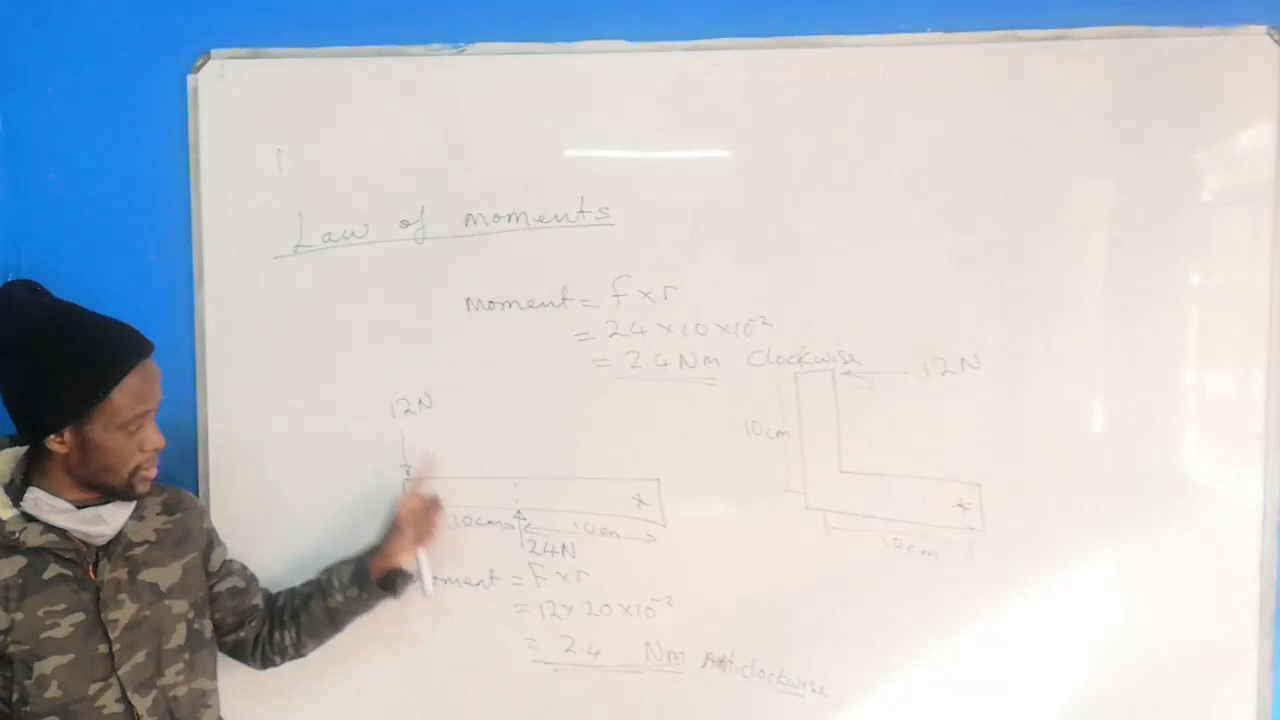 Law of moments
moment = f x r
= 24 x 10 x 10⁻²
= 2.4 Nm Clockwise
12N
12N
10cm
10cm
10cm
24N
10cm
oment = F x r
= 12 x 20 x 10⁻²
= 2.4 Nm Anticlockwise